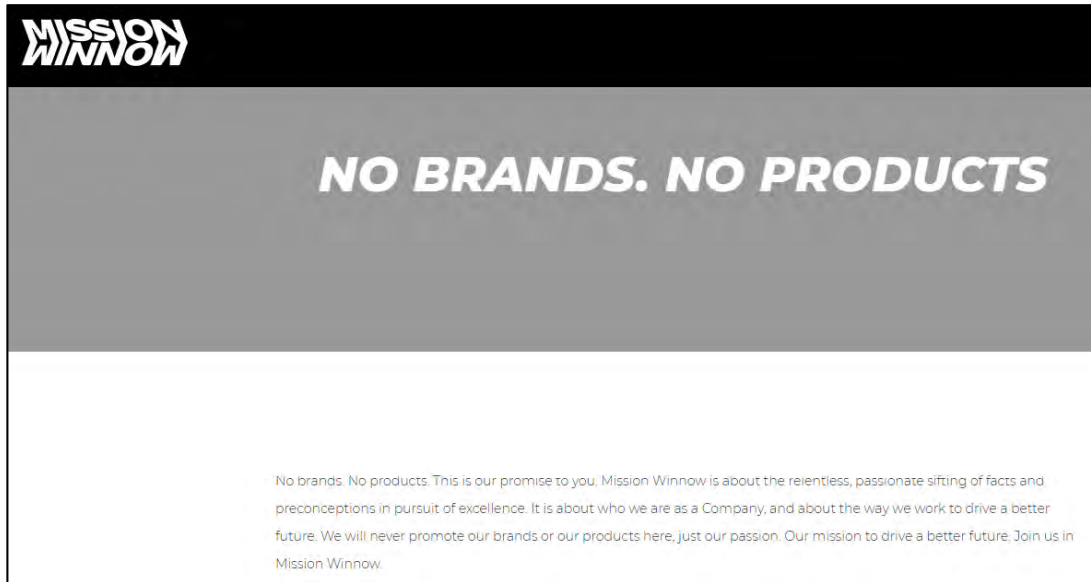 MISSION
WINNOW
NO BRANDS. NO PRODUCTS
No brands. No products. This is our promise to you. Mission Winnow is about the relentless, passionate sifting of facts and
preconceptions in pursuit of excellence. It is about who we are as a Company, and about the way we work to drive a better
future. We will never promote our brands or our products here, just our passion. Our mission to drive a better future. Join us in
Mission Winnow.